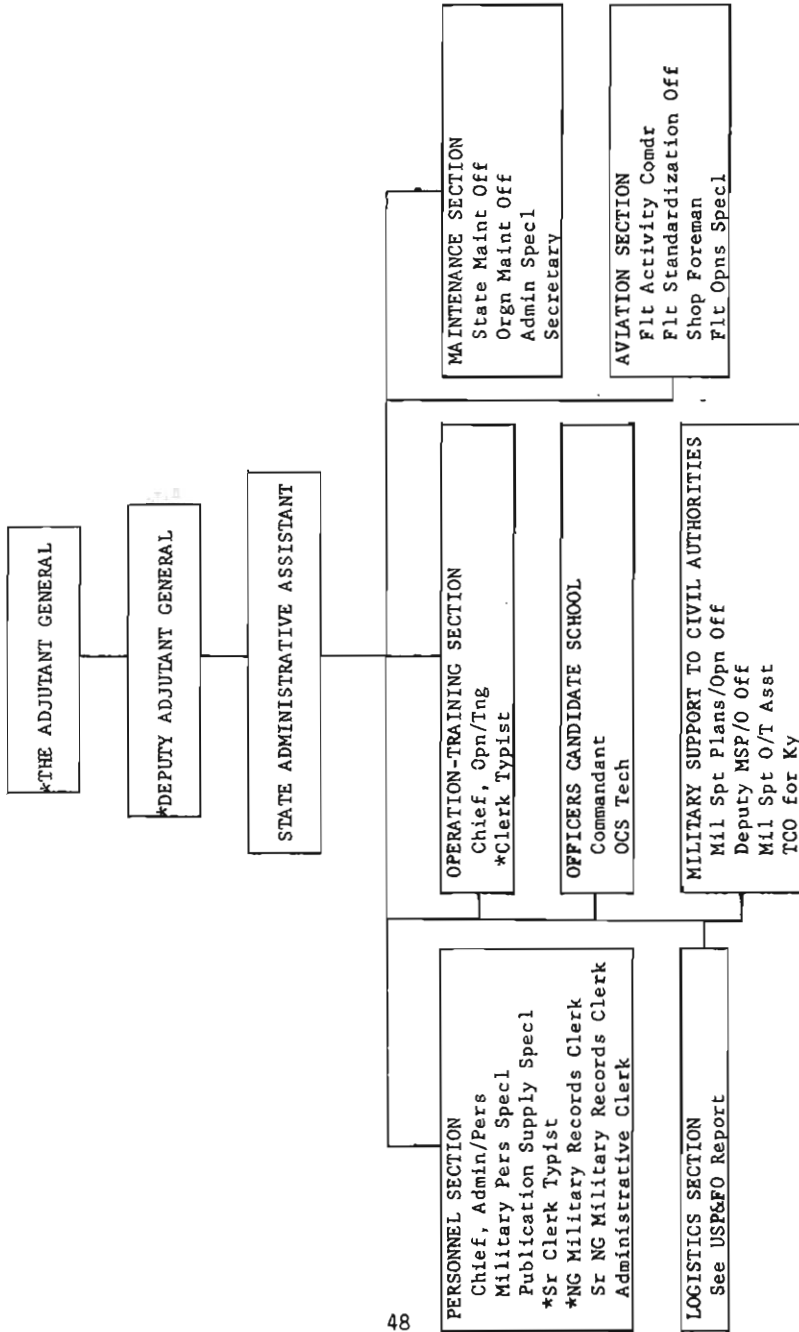 *THE ADJUTANT GENERAL
*DEPUTY ADJUTANT GENERAL
STATE ADMINISTRATIVE ASSISTANT
PERSONNEL SECTION
Chief, Admin/Pers
Military Pers Specl
Publication Supply Specl
*Sr Clerk Typist
*NG Military Records Clerk
Sr NG Military Records Clerk
Administrative Clerk
LOGISTICS SECTION
See USP&FO Report
OPERATION-TRAINING SECTION
Chief, Opn/Tng
*Clerk Typist
OFFICERS CANDIDATE SCHOOL
Commandant
OCS Tech
MILITARY SUPPORT TO CIVIL AUTHORITIES
Mil Spt Plans/Opn Off
Deputy MSP/O Off
Mil Spt O/T Asst
TCO for Ky
MAINTENANCE SECTION
State Maint Off
Orgn Maint Off
Admin Specl
Secretary
AVIATION SECTION
Flt Activity Comdr
Flt Standardization Off
Shop Foreman
Flt Opns Specl
48